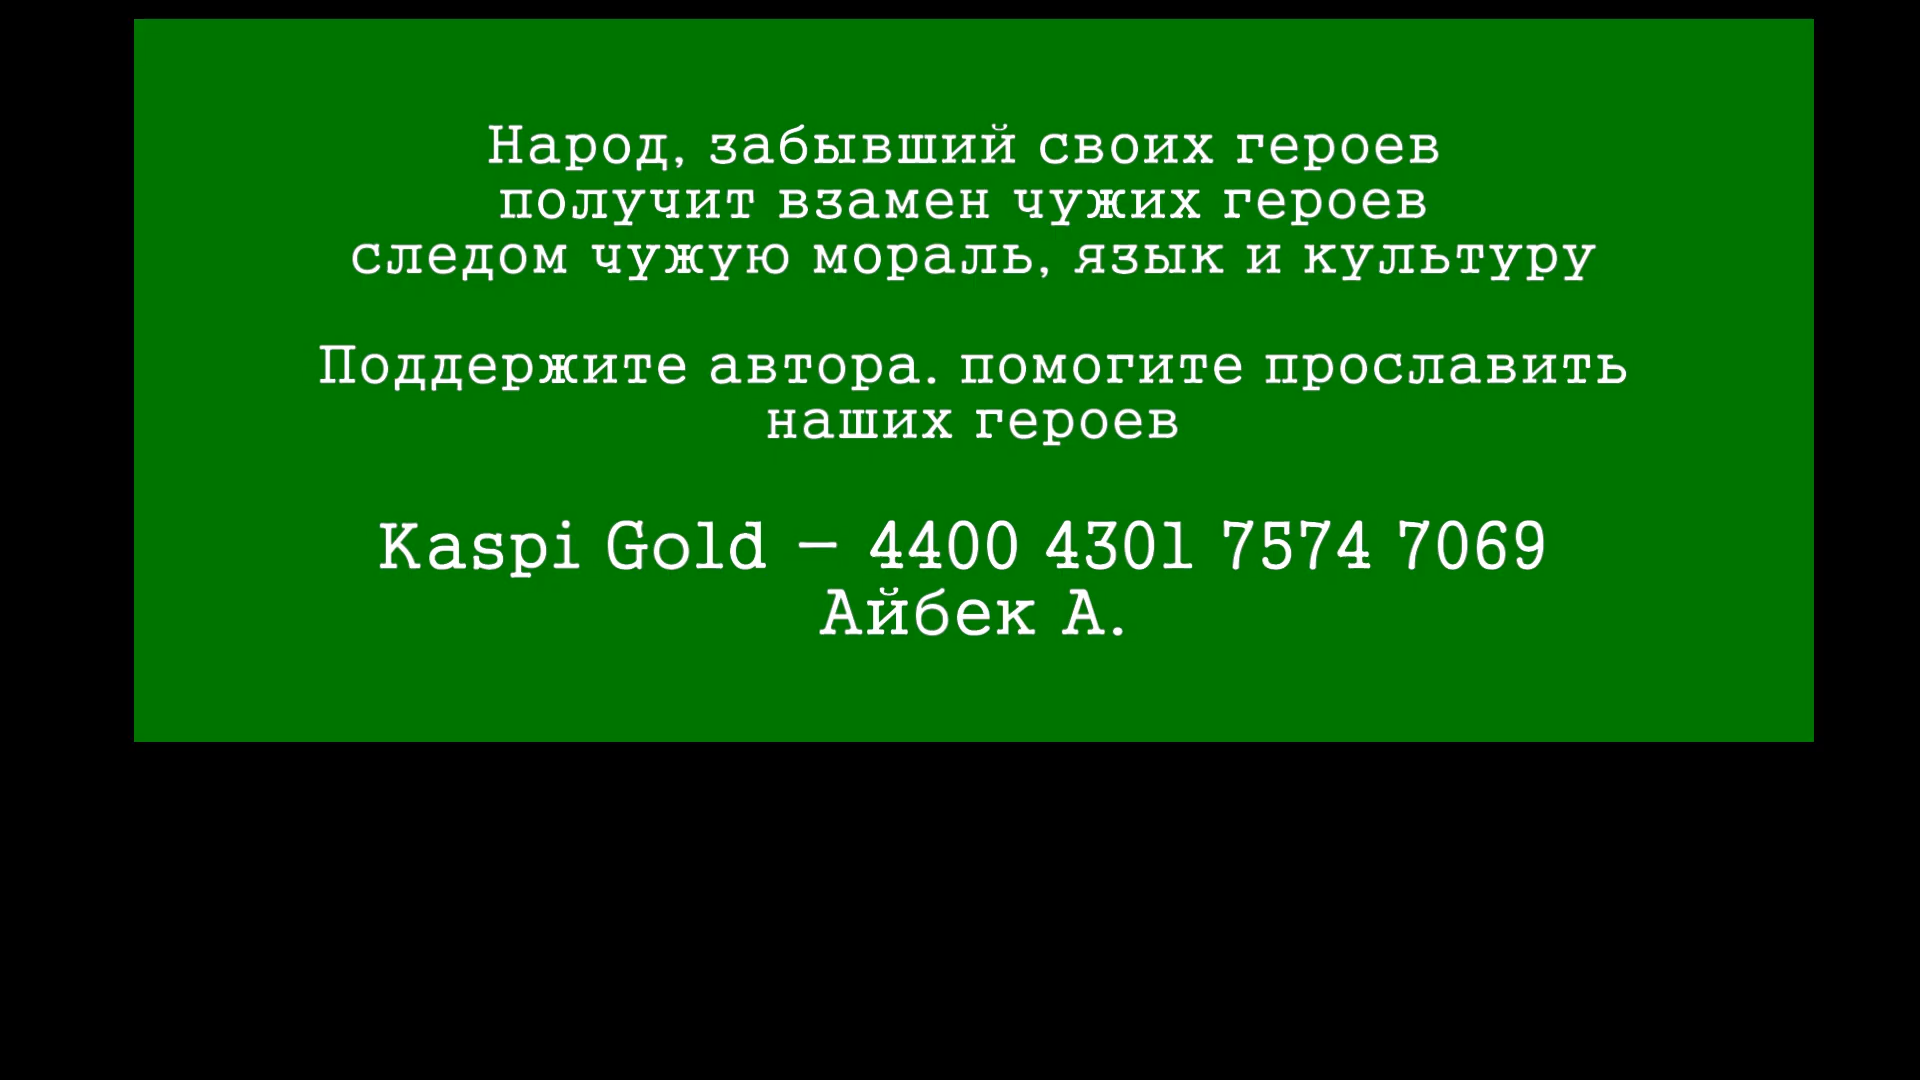 Народ, забывший своих героев
получит взамен чужих героев
следом чужую мораль, язык и культуру
Поддержите автора. помогите прославить
наших героев
Kaspi Gold – 4400 4301 7574 7069
Айбек А.